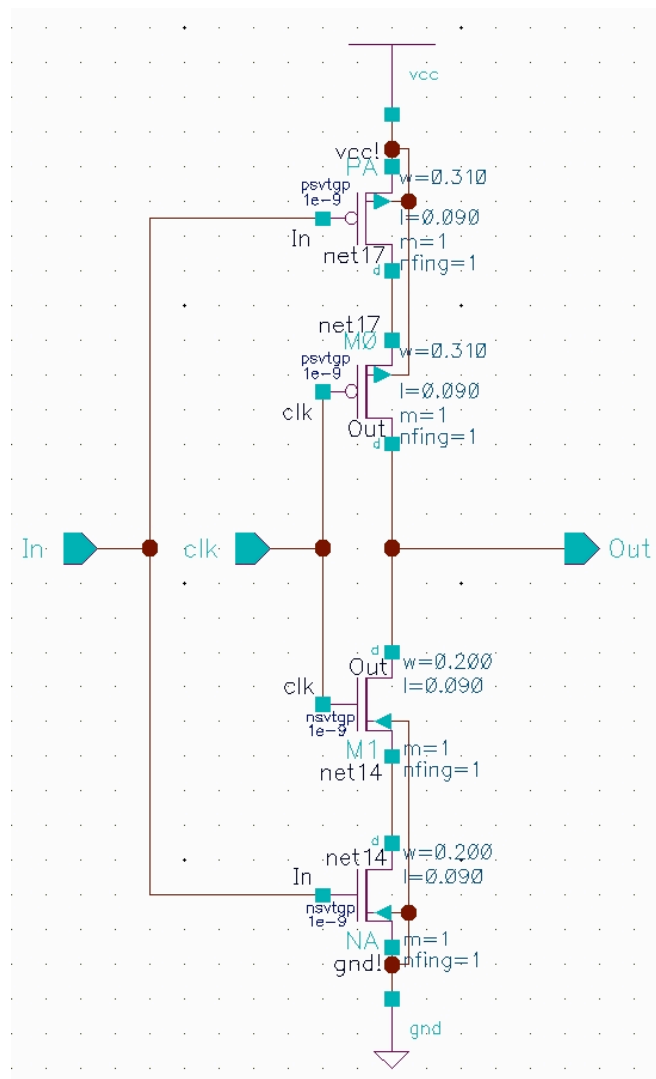 vcc
vcc!
PA
w=0.310
psvtgp
1e-9
l=0.090
In
m=1
net17
nfing=1
d
net17
M0
w=0.310
psvtgp
1e-9
l=0.090
clk
m=1
Out
nfing=1
d
In
clk
Out
d
Out
w=0.200
clk
l=0.090
nsvtgp
1e-9
M1
m=1
net14
nfing=1
d
net14
w=0.200
In
l=0.090
nsvtgp
1e-9
NA
m=1
gnd!
nfing=1
gnd